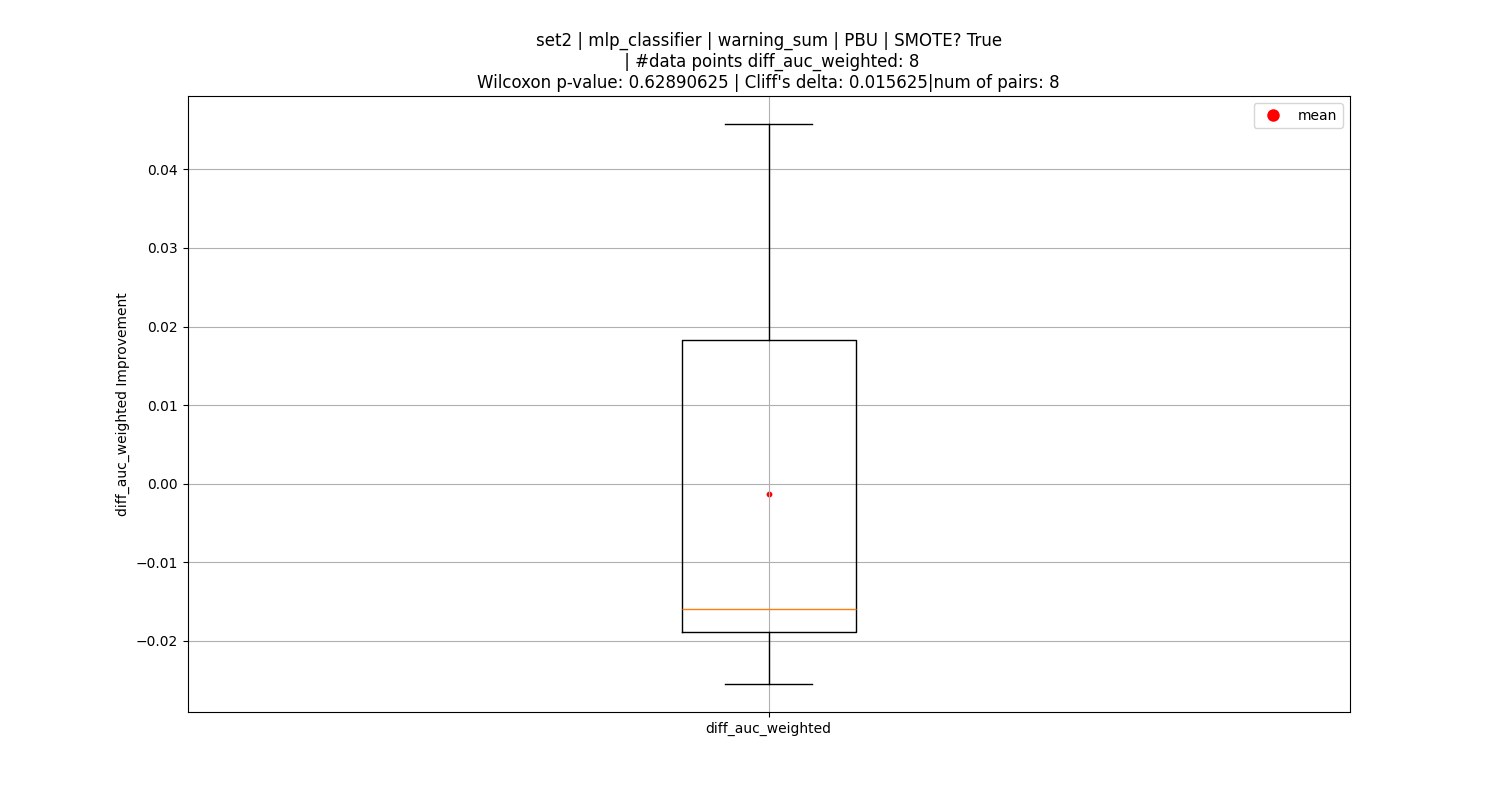 set2 | mlp_classifier | warning_sum | PBU | SMOTE? True
| #data points diff_auc_weighted: 8
Wilcoxon p-value: 0.62890625 | Cliff's delta: 0.015625|num of pairs: 8
mean
0.04
0.03
0.02
0.01
0.00
−0.01
−0.02
diff_auc_weighted Improvement
diff_auc_weighted